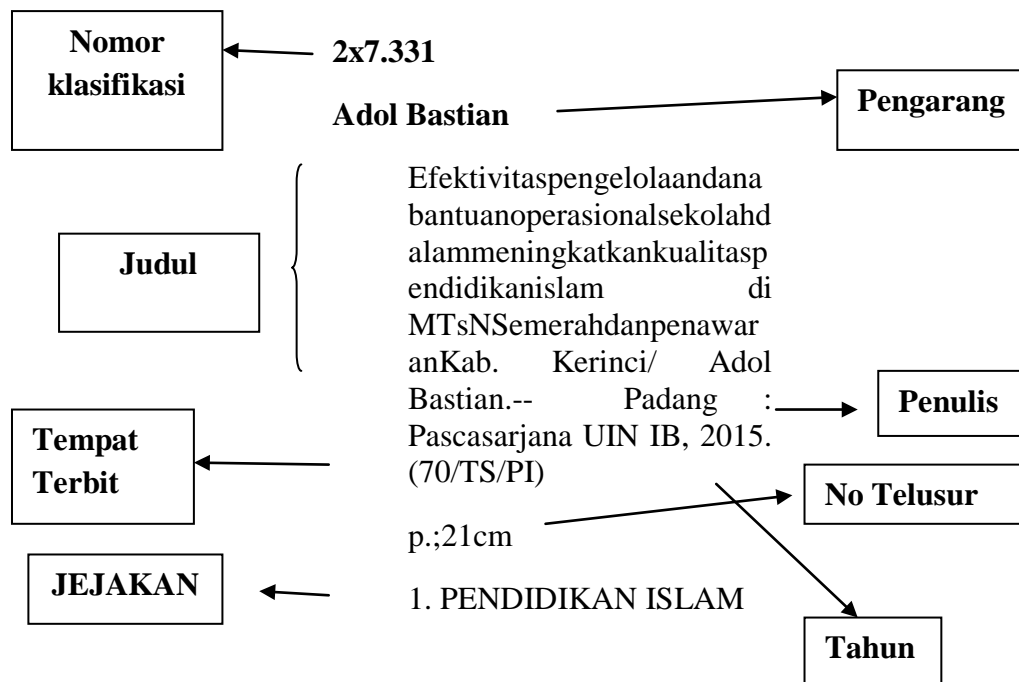 Nomor
klasifikasi
2x7.331
Adol Bastian
Pengarang
Judul
Efektivitaspengelolaandana
bantuanoperasionalsekolahd
alammeningkatkankualitasp
endidikanislam di
MTsNSemerahdanpenawar
anKab. Kerinci/ Adol
Bastian.-- Padang :
Pascasarjana UIN IB, 2015.
(70/TS/PI)
Penulis
Tempat
Terbit
No Telusur
p.;21cm
JEJAKAN
1. PENDIDIKAN ISLAM
Tahun